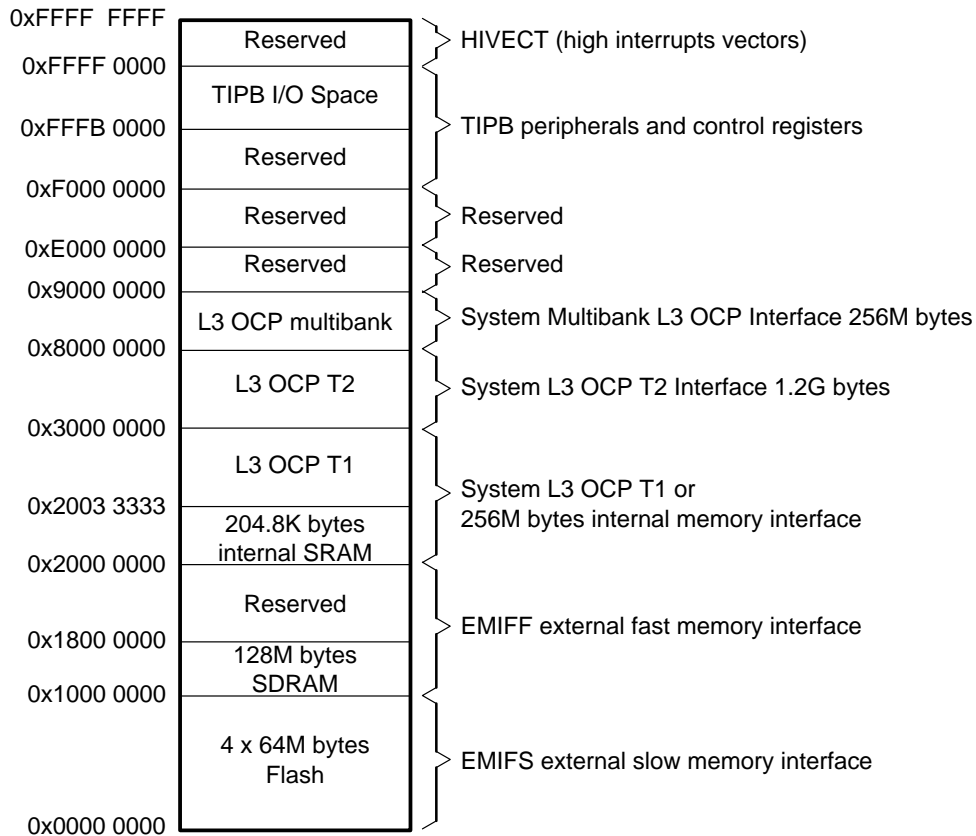 0xFFFF FFFF
Reserved
HIVECT (high interrupts vectors)
0xFFFF 0000
TIPB I/O Space
TIPB peripherals and control registers
0xFFFB 0000
Reserved
0xF000 0000
Reserved
Reserved
0xE000 0000
Reserved
Reserved
0x9000 0000
L3 OCP multibank
System Multibank L3 OCP Interface 256M bytes
0x8000 0000
L3 OCP T2
System L3 OCP T2 Interface 1.2G bytes
0x3000 0000
L3 OCP T1
System L3 OCP T1 or
256M bytes internal memory interface
0x2003 3333
204.8K bytes
internal SRAM
0x2000 0000
Reserved
EMIFF external fast memory interface
0x1800 0000
128M bytes
SDRAM
0x1000 0000
4 x 64M bytes
Flash
EMIFS external slow memory interface
0x0000 0000